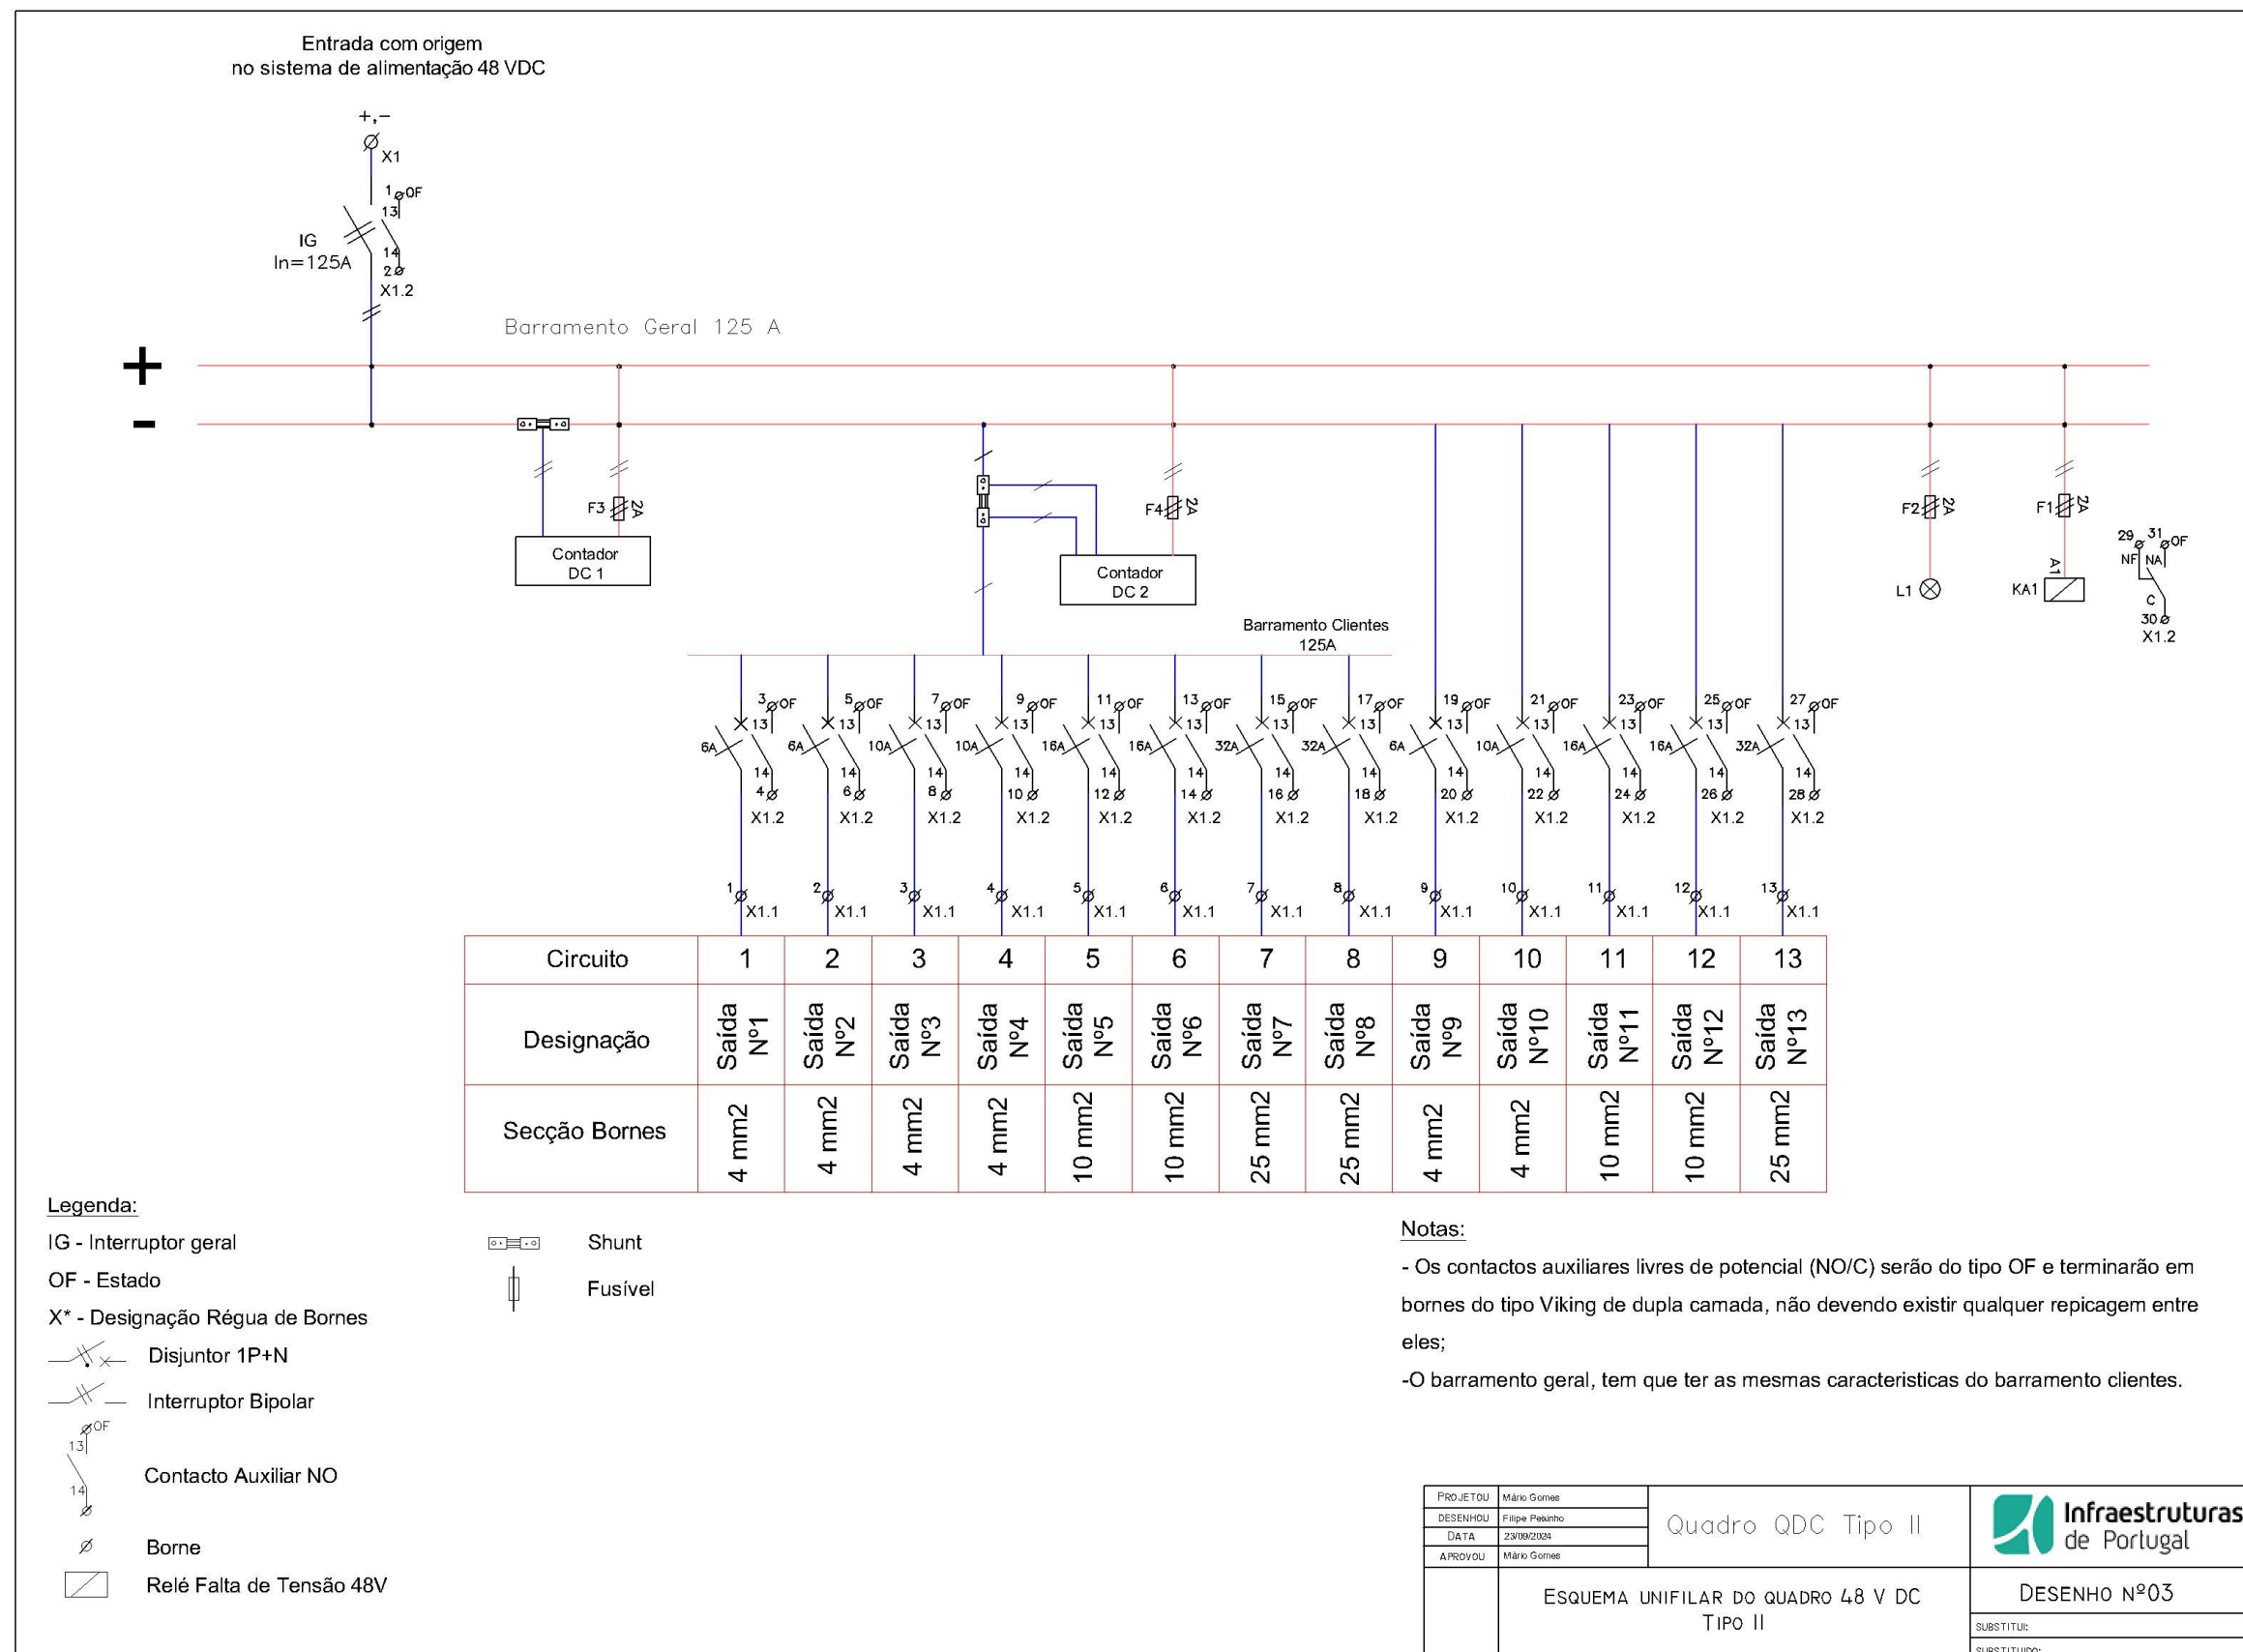 Entrada com origem
no sistema de alimentação 48 VDC
+,-
X1
1 OF
13
IG
In=125A
14
2
X1.2
Barramento Geral 125 A
+
-
F3 2A
F4 2A
F2 2A
F1 2A
Contador
DC 1
Contador
DC 2
L1
KA1
A1
29 31 OF
NF NA
C
30
X1.2
Barramento Clientes
125A
3 OF 5 OF 7 OF 9 OF 11 OF 13 OF 15 OF 17 OF 19 OF 21 OF 23 OF 25 OF 27 OF
13 13 13 13 13 13 13 13 13 13 13 13 13
6A 6A 10A 10A 16A 16A 32A 32A 6A 10A 16A 16A 32A
14 14 14 14 14 14 14 14 14 14 14 14 14
4 6 8 10 12 14 16 18 20 22 24 26 28
X1.2 X1.2 X1.2 X1.2 X1.2 X1.2 X1.2 X1.2 X1.2 X1.2 X1.2 X1.2 X1.2
1 2 3 4 5 6 7 8 9 10 11 12 13
X1.1 X1.1 X1.1 X1.1 X1.1 X1.1 X1.1 X1.1 X1.1 X1.1 X1.1 X1.1 X1.1
Circuito 1 2 3 4 5 6 7 8 9 10 11 12 13
Designação
Saída Nº1
Saída Nº2
Saída Nº3
Saída Nº4
Saída Nº5
Saída Nº6
Saída Nº7
Saída Nº8
Saída Nº9
Saída Nº10
Saída Nº11
Saída Nº12
Saída Nº13
Secção Bornes 4 mm2 4 mm2 4 mm2 4 mm2 10 mm2 10 mm2 25 mm2 25 mm2 4 mm2 4 mm2 10 mm2 10 mm2 25 mm2
Legenda:
IG - Interruptor geral
OF - Estado
X* - Designação Régua de Bornes
Disjuntor 1P+N
Interruptor Bipolar
OF
13
Contacto Auxiliar NO
14
Borne
Relé Falta de Tensão 48V
Shunt
Fusível
Notas:
- Os contactos auxiliares livres de potencial (NO/C) serão do tipo OF e terminarão em
bornes do tipo Viking de dupla camada, não devendo existir qualquer repicagem entre
eles;
-O barramento geral, tem que ter as mesmas caracteristicas do barramento clientes.
PROJETOU Mário Gomes
DESENHOU Filipe Peixinho
DATA 23/09/2024
APROVOU Mário Gomes
Quadro QDC Tipo II
Infraestruturas
de Portugal
ESQUEMA UNIFILAR DO QUADRO 48 V DC
TIPO II
DESENHO Nº03
SUBSTITUI:
SUBSTITUIDO: